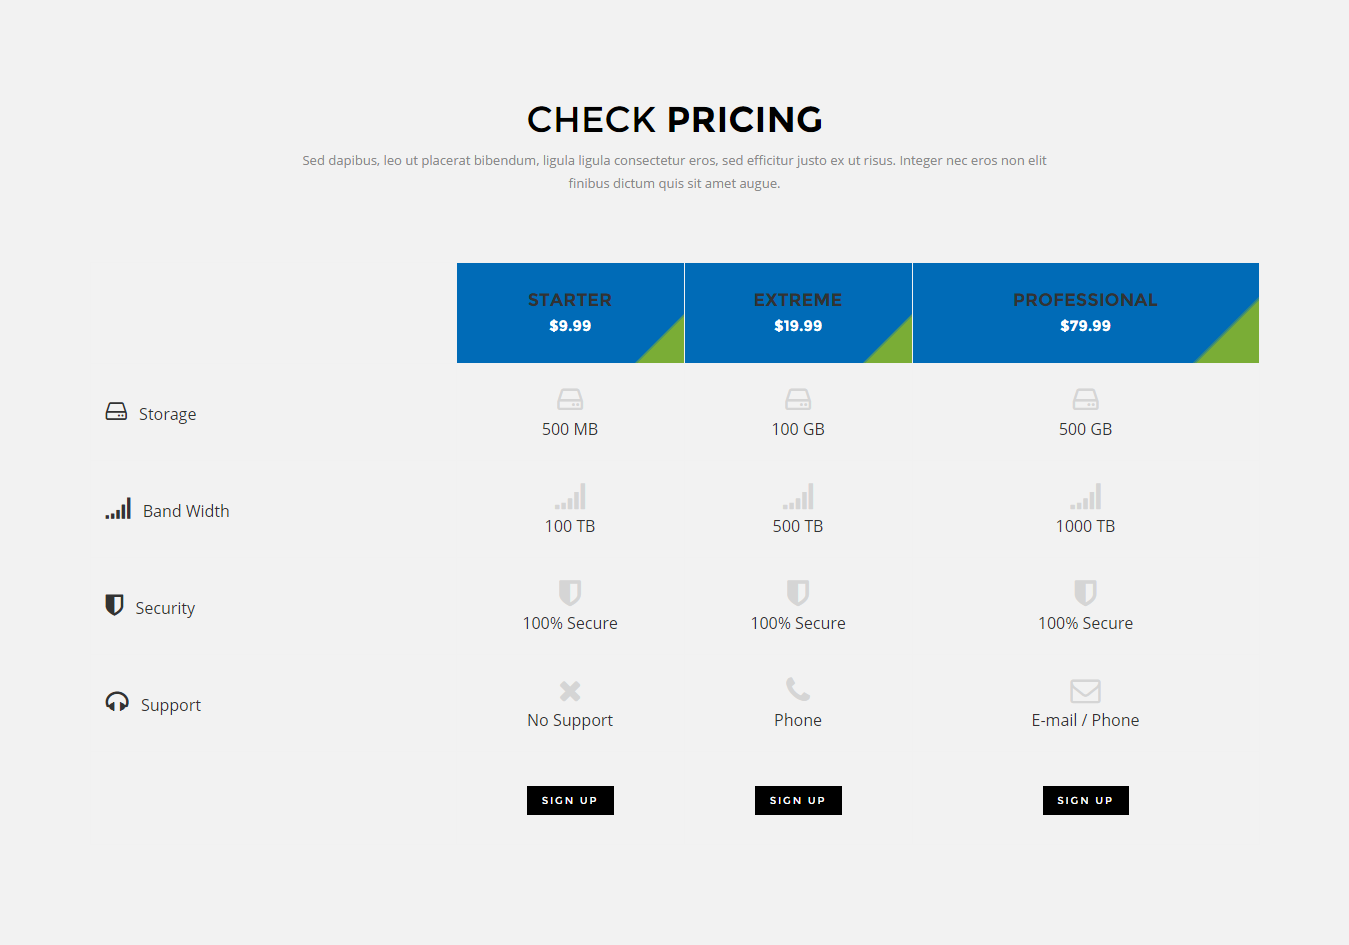 CHECK PRICING
Sed dapibus, leo ut placerat bibendum, ligula ligula consectetur eros, sed efficitur justo ex ut risus. Integer nec eros non elit
finibus dictum quis sit amet augue.
STARTER EXTREME PROFESSIONAL
$9.99 $19.99 $79.99
Storage 500 MB 100 GB 500 GB
Band Width 100 TB 500 TB 1000 TB
Security 100% Secure 100% Secure 100% Secure
Support No Support Phone E-mail / Phone
SIGN UP SIGN UP SIGN UP